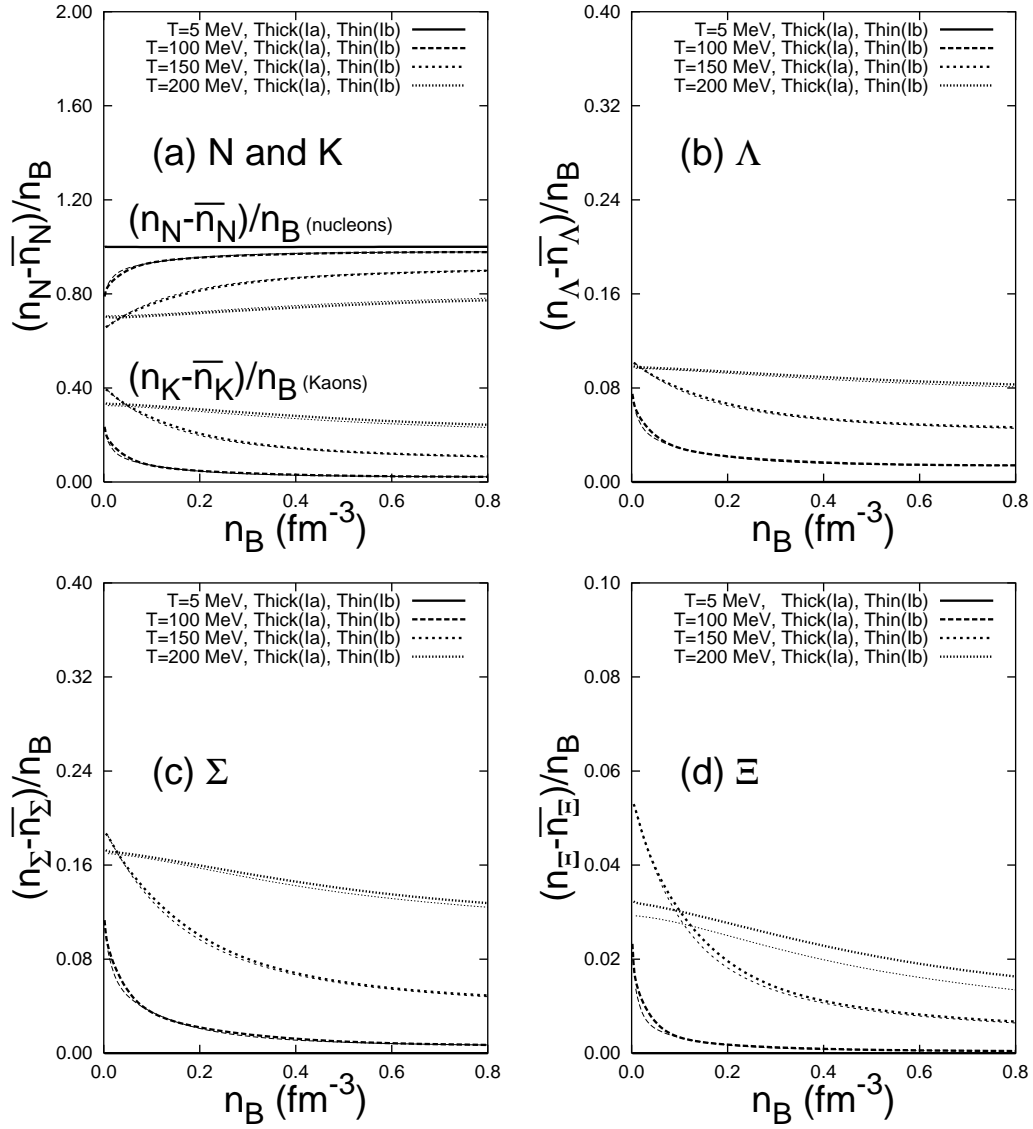 T=5 MeV, Thick(Ia), Thin(Ib)
T=100 MeV, Thick(Ia), Thin(Ib)
T=150 MeV, Thick(Ia), Thin(Ib)
T=200 MeV, Thick(Ia), Thin(Ib)
2.00
1.60
1.20
0.80
0.40
0.00
(n_N-n̅_N)/n_B
(a) N and K
(n_N-n̅_N)/n_B (nucleons)
(n_K-n̅_K)/n_B (Kaons)
0.0 0.2 0.4 0.6 0.8
n_B (fm^-3)
T=5 MeV, Thick(Ia), Thin(Ib)
T=100 MeV, Thick(Ia), Thin(Ib)
T=150 MeV, Thick(Ia), Thin(Ib)
T=200 MeV, Thick(Ia), Thin(Ib)
0.40
0.32
0.24
0.16
0.08
0.00
(n_Λ-n̅_Λ)/n_B
(b) Λ
0.0 0.2 0.4 0.6 0.8
n_B (fm^-3)
T=5 MeV, Thick(Ia), Thin(Ib)
T=100 MeV, Thick(Ia), Thin(Ib)
T=150 MeV, Thick(Ia), Thin(Ib)
T=200 MeV, Thick(Ia), Thin(Ib)
0.40
0.32
0.24
0.16
0.08
0.00
(n_Σ-n̅_Σ)/n_B
(c) Σ
0.0 0.2 0.4 0.6 0.8
n_B (fm^-3)
T=5 MeV, Thick(Ia), Thin(Ib)
T=100 MeV, Thick(Ia), Thin(Ib)
T=150 MeV, Thick(Ia), Thin(Ib)
T=200 MeV, Thick(Ia), Thin(Ib)
0.10
0.08
0.06
0.04
0.02
0.00
(n_Ξ-n̅_Ξ)/n_B
(d) Ξ
0.0 0.2 0.4 0.6 0.8
n_B (fm^-3)